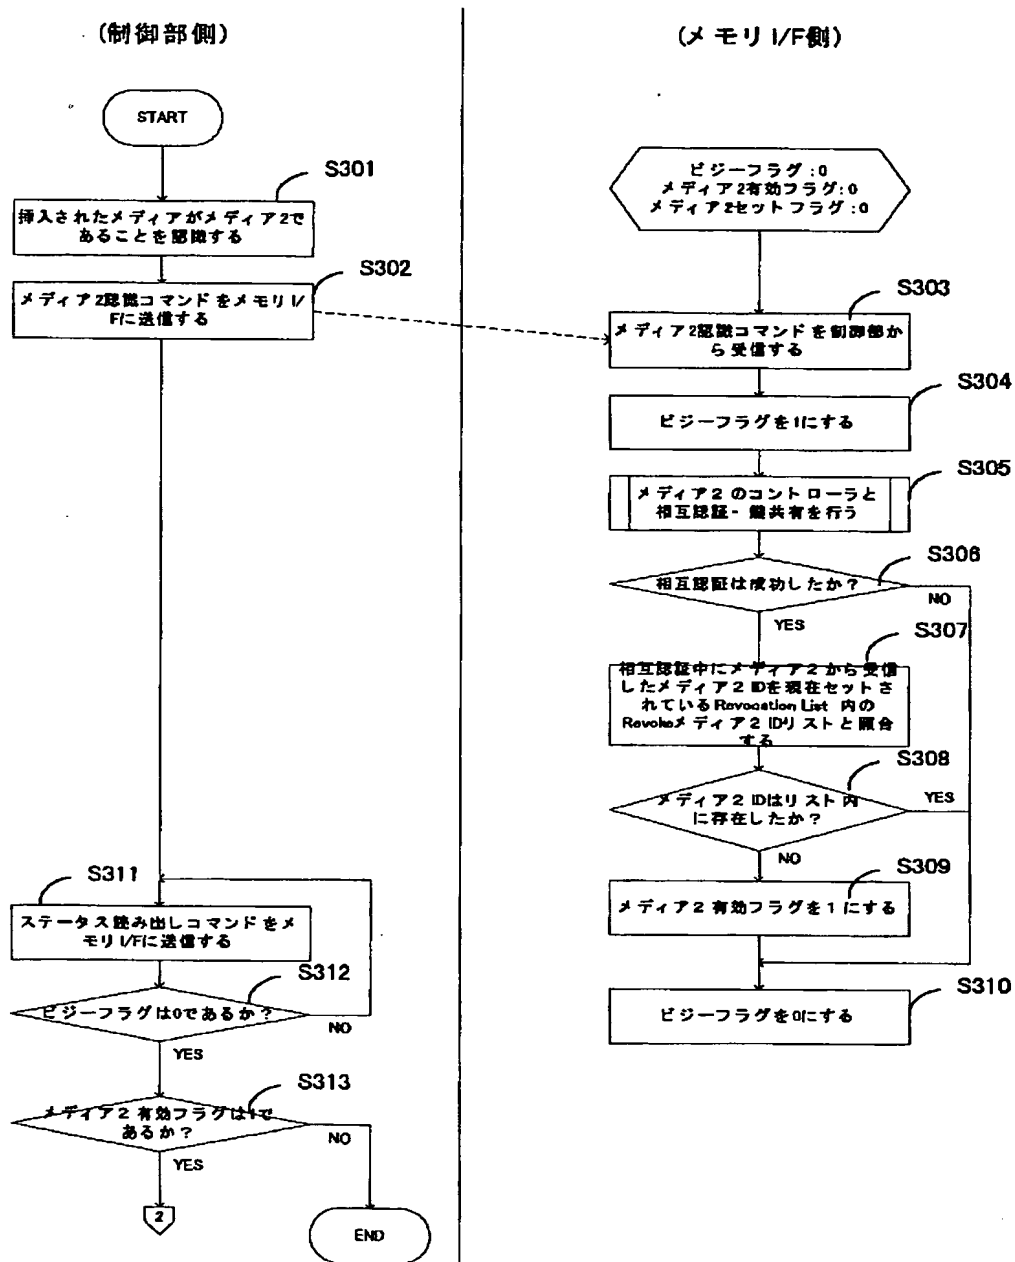 (制御部側)
START
S301
挿入されたメディアがメディア2で
あることを認識する
S302
メディア2認識コマンドをメモリI/
Fに送信する
S311
ステータス読み出しコマンドをメ
モリI/Fに送信する
S312
ビジーフラグは0であるか?
NO
YES
S313
メディア2有効フラグは1で
あるか?
NO
YES
2
END
(メモリI/F側)
ビジーフラグ:0
メディア2有効フラグ:0
メディア2セットフラグ:0
S303
メディア2認識コマンドを制御部か
ら受信する
S304
ビジーフラグを1にする
S305
メディア2のコントローラと
相互認証-鍵共有を行う
S306
相互認証は成功したか?
NO
YES
S307
相互認証中にメディア2から受信
したメディア2 IDを現在セットさ
れているRevocation List 内の
Revokeメディア2 IDリストと照合
する
S308
メディア2 IDはリスト内
に存在したか?
YES
NO
S309
メディア2有効フラグを1にする
S310
ビジーフラグを0にする